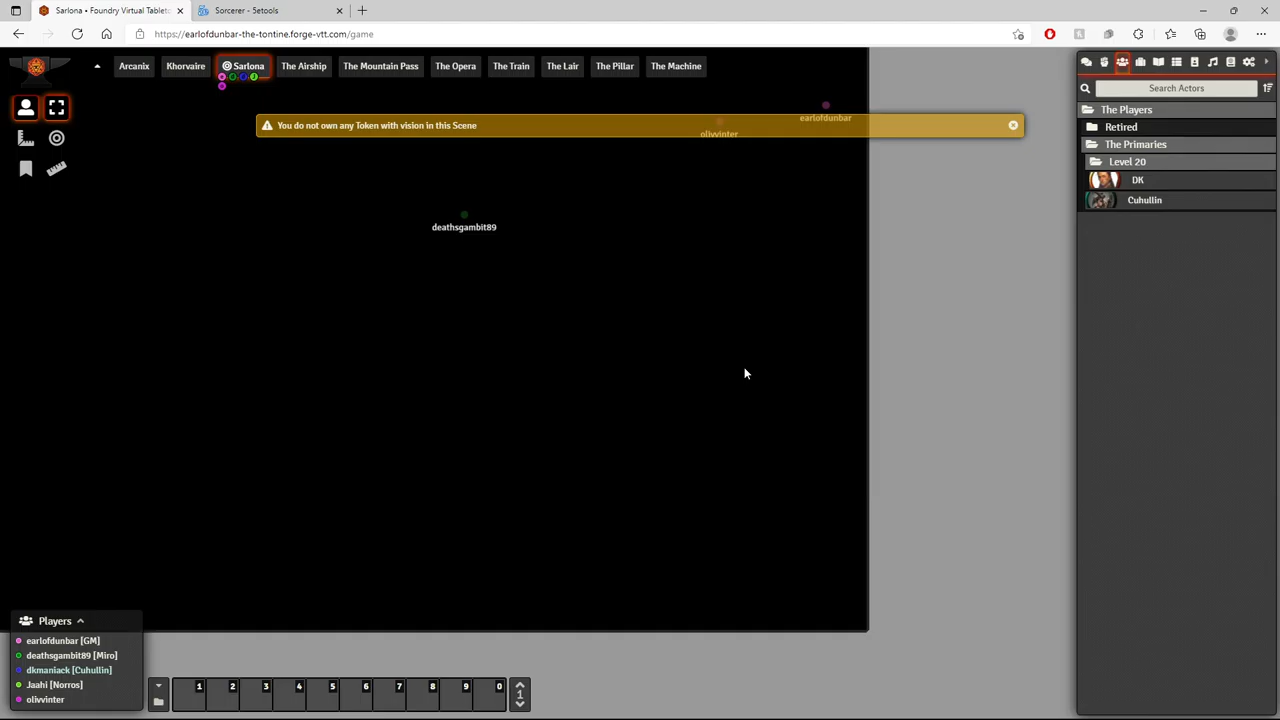 Sarlona • Foundry Virtual Tablet
Sorcerer - 5etools
https://earlofdunbar-the-tontine.forge-vtt.com/game
Arcanix
Khorvaire
Sarlona
The Airship
The Mountain Pass
The Opera
The Train
The Lair
The Pillar
The Machine
J
Search Actors
earlofdunbar
You do not own any Token with vision in this Scene
olivvinter
deathsgambit89
The Players
Retired
The Primaries
Level 20
DK
Cuhullin
Players
earlofdunbar [GM]
deathsgambit89 [Miro]
dkmaniack [Cuhullin]
Jaahi [Norros]
olivvinter
1 2 3 4 5 6 7 8 9 0
1